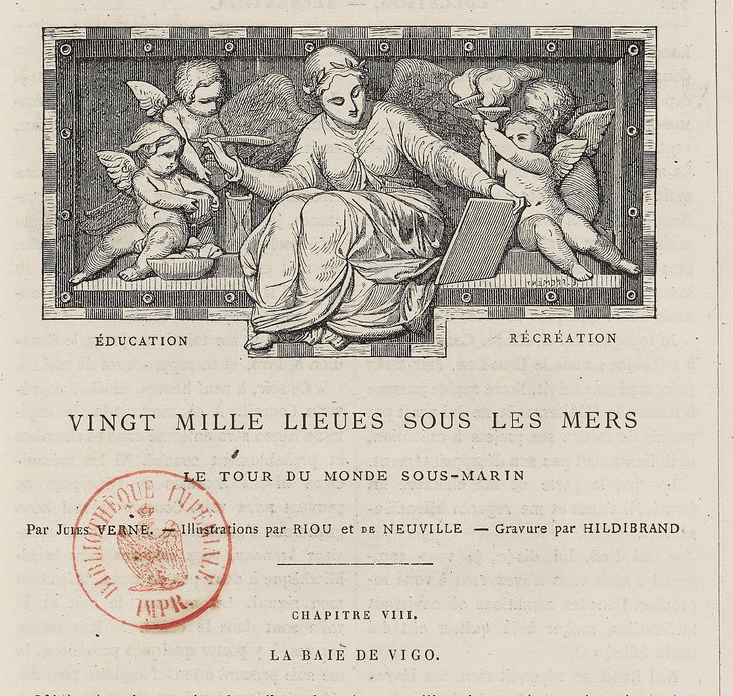 ÉDUCATION
RÉCRÉATION
VINGT MILLE LIEUES SOUS LES MERS
LE TOUR DU MONDE SOUS-MARIN
Par JULES VERNE. — Illustrations par RIOU et DE NEUVILLE — Gravure par HILDIBRAND
BIBLIOTHÈQUE IMPÉRIALE
IMPR.
CHAPITRE VIII.
LA BAIE DE VIGO.